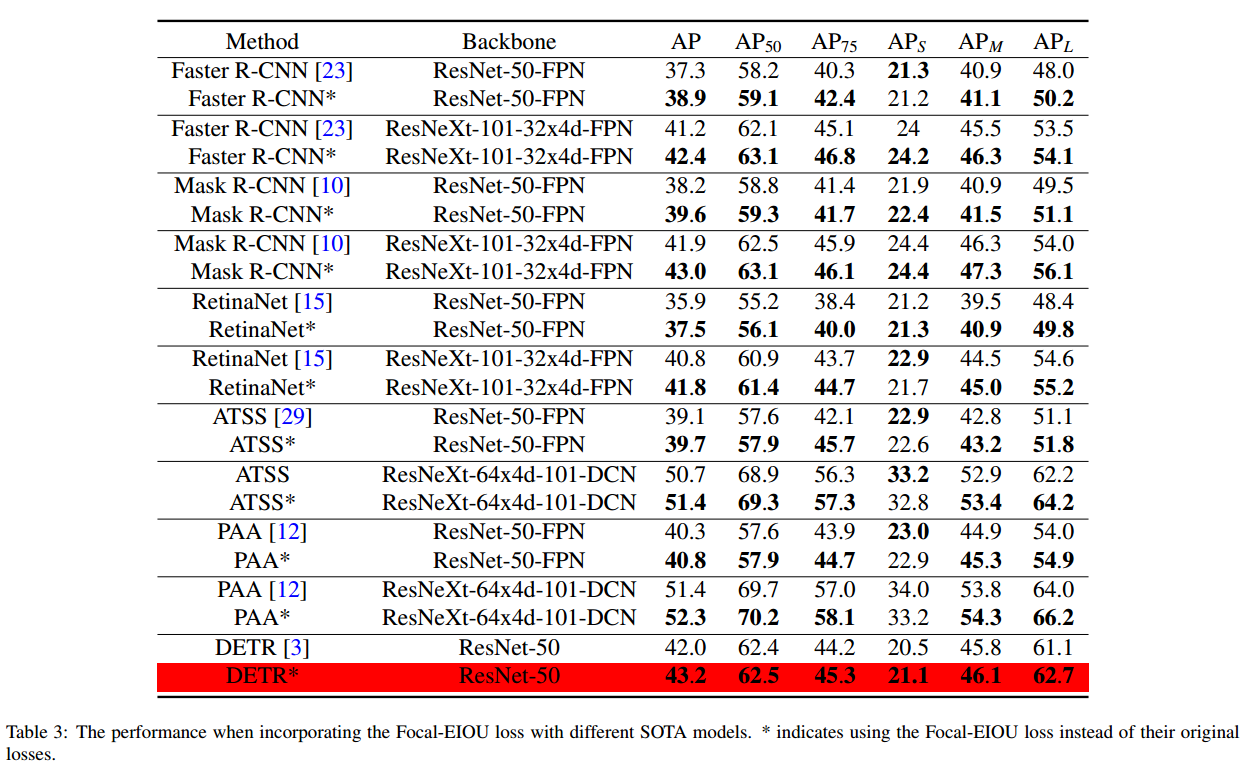 Method Backbone AP AP50 AP75 APS APM APL
Faster R-CNN [23] ResNet-50-FPN 37.3 58.2 40.3 21.3 40.9 48.0
Faster R-CNN* ResNet-50-FPN 38.9 59.1 42.4 21.2 41.1 50.2
Faster R-CNN [23] ResNeXt-101-32x4d-FPN 41.2 62.1 45.1 24 45.5 53.5
Faster R-CNN* ResNeXt-101-32x4d-FPN 42.4 63.1 46.8 24.2 46.3 54.1
Mask R-CNN [10] ResNet-50-FPN 38.2 58.8 41.4 21.9 40.9 49.5
Mask R-CNN* ResNet-50-FPN 39.6 59.3 41.7 22.4 41.5 51.1
Mask R-CNN [10] ResNeXt-101-32x4d-FPN 41.9 62.5 45.9 24.4 46.3 54.0
Mask R-CNN* ResNeXt-101-32x4d-FPN 43.0 63.1 46.1 24.4 47.3 56.1
RetinaNet [15] ResNet-50-FPN 35.9 55.2 38.4 21.2 39.5 48.4
RetinaNet* ResNet-50-FPN 37.5 56.1 40.0 21.3 40.9 49.8
RetinaNet [15] ResNeXt-101-32x4d-FPN 40.8 60.9 43.7 22.9 44.5 54.6
RetinaNet* ResNeXt-101-32x4d-FPN 41.8 61.4 44.7 21.7 45.0 55.2
ATSS [29] ResNet-50-FPN 39.1 57.6 42.1 22.9 42.8 51.1
ATSS* ResNet-50-FPN 39.7 57.9 45.7 22.6 43.2 51.8
ATSS ResNeXt-64x4d-101-DCN 50.7 68.9 56.3 33.2 52.9 62.2
ATSS* ResNeXt-64x4d-101-DCN 51.4 69.3 57.3 32.8 53.4 64.2
PAA [12] ResNet-50-FPN 40.3 57.6 43.9 23.0 44.9 54.0
PAA* ResNet-50-FPN 40.8 57.9 44.7 22.9 45.3 54.9
PAA [12] ResNeXt-64x4d-101-DCN 51.4 69.7 57.0 34.0 53.8 64.0
PAA* ResNeXt-64x4d-101-DCN 52.3 70.2 58.1 33.2 54.3 66.2
DETR [3] ResNet-50 42.0 62.4 44.2 20.5 45.8 61.1
DETR* ResNet-50 43.2 62.5 45.3 21.1 46.1 62.7
Table 3: The performance when incorporating the Focal-EIOU loss with different SOTA models. * indicates using the Focal-EIOU loss instead of their original
losses.